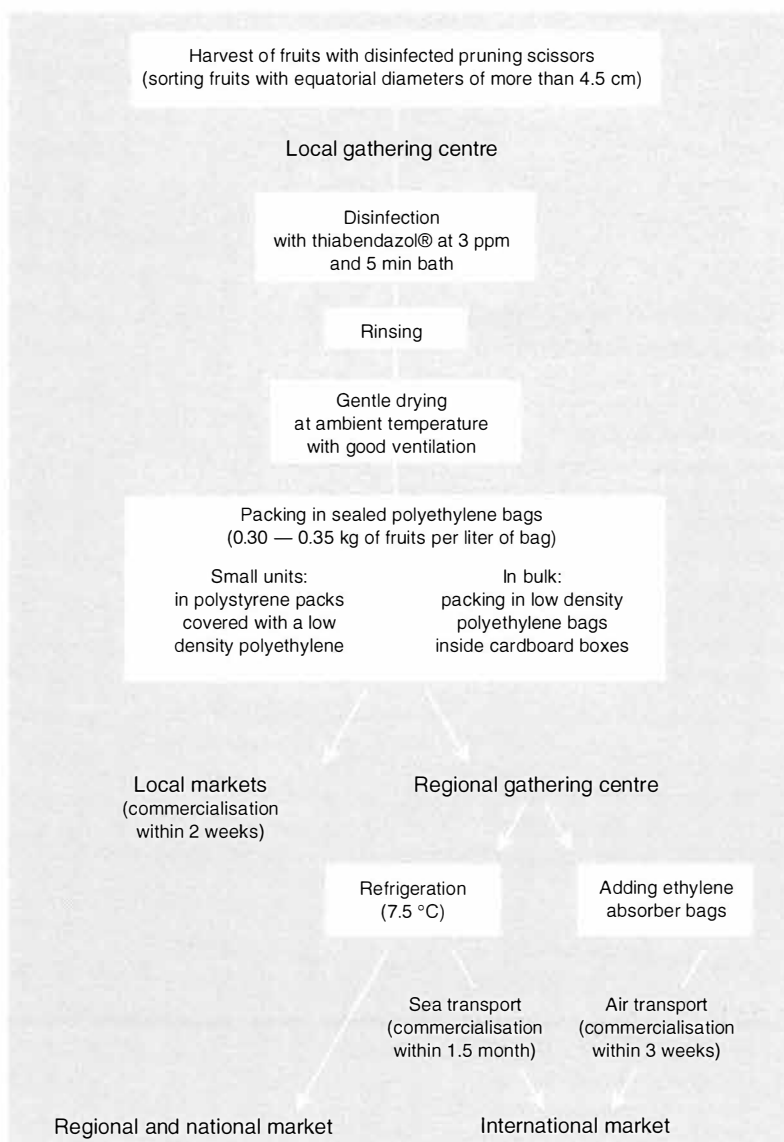 Harvest of fruits with disinfected pruning scissors
(sorting fruits with equatorial diameters of more than 4.5 cm)
Local gathering centre
Disinfection
with thiabendazol® at 3 ppm
and 5 min bath
Rinsing
Gentle drying
at ambient temperature
with good ventilation
Packing in sealed polyethylene bags
(0.30 — 0.35 kg of fruits per liter of bag)
Small units:
in polystyrene packs
covered with a low
density polyethylene
In bulk:
packing in low density
polyethylene bags
inside cardboard boxes
Local markets
(commercialisation
within 2 weeks)
Regional gathering centre
Refrigeration
(7.5 °C)
Adding ethylene
absorber bags
Sea transport
(commercialisation
within 1.5 month)
Air transport
(commercialisation
within 3 weeks)
Regional and national market
International market